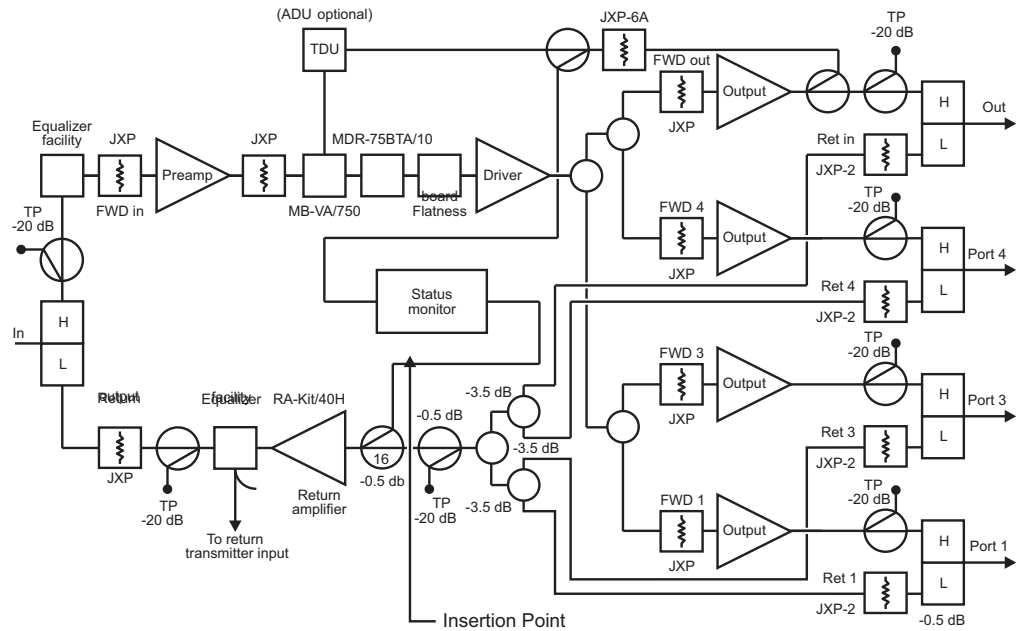 (ADU optional)
TDU
JXP-6A
TP
-20 dB
FWD out
Output
JXP
H
L
Out
Ret in
JXP-2
Equalizer
facility
JXP
Preamp
FWD in
JXP
MDR-75BTA/10
MB-VA/750
board
Flatness
Driver
TP
-20 dB
FWD 4
Output
JXP
TP
-20 dB
H
L
Port 4
Ret 4
JXP-2
Status
monitor
In
H
L
FWD 3
Output
JXP
TP
-20 dB
H
L
Port 3
Ret 3
JXP-2
Return
output
JXP
TP
-20 dB
Equalizer
facility
To return
transmitter input
RA-Kit/40H
Return
amplifier
16
-0.5 db
-0.5 dB
TP
-20 dB
-3.5 dB
-3.5 dB
-3.5 dB
FWD 1
Output
JXP
TP
-20 dB
H
L
Port 1
Ret 1
JXP-2
-0.5 dB
Insertion Point